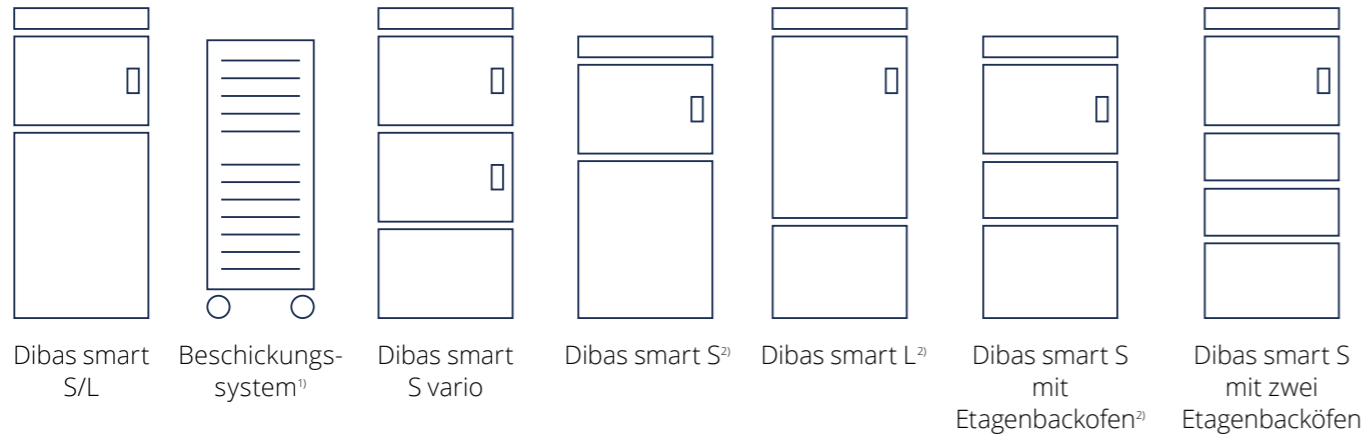 Dibas smart
S/L
Beschickungs-
system¹⁾
Dibas smart
S vario
Dibas smart S²⁾
Dibas smart L²⁾
Dibas smart S
mit
Etagenbackofen²⁾
Dibas smart S
mit zwei
Etagenbacköfen